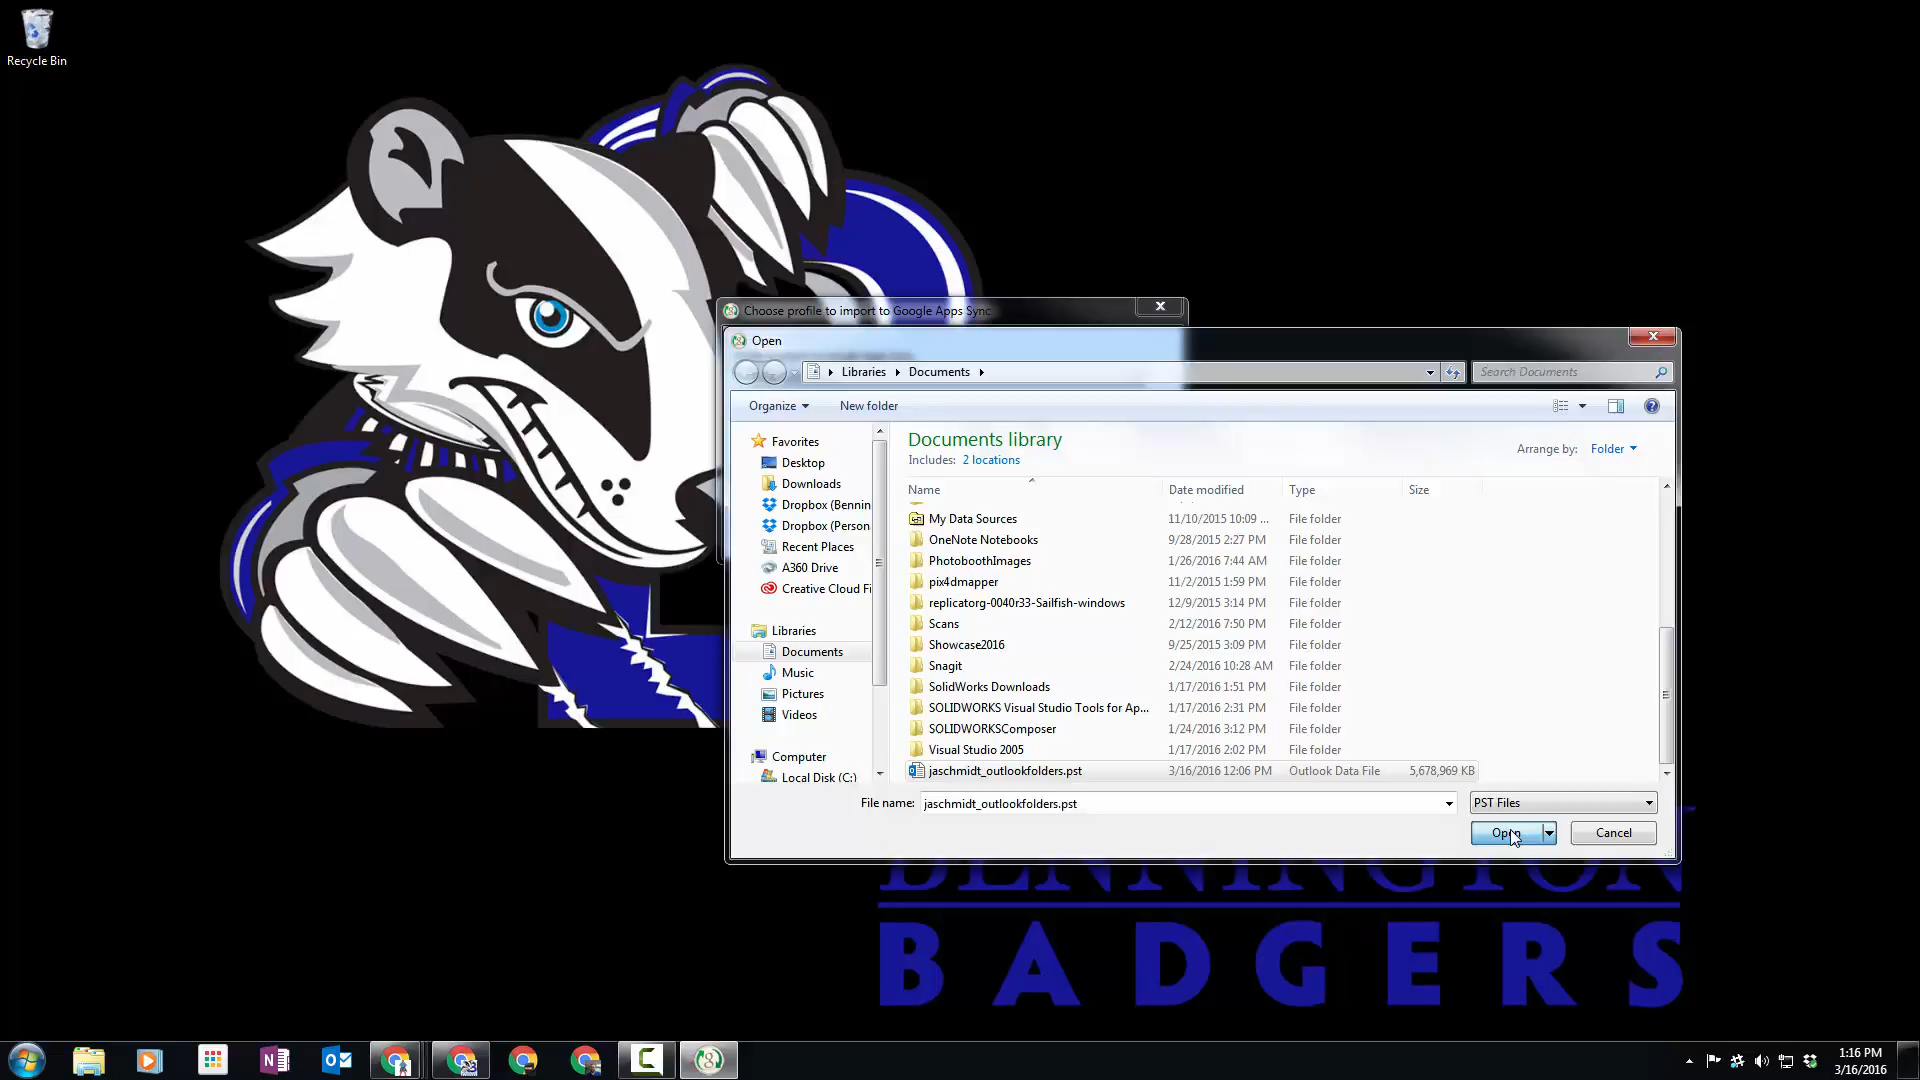 Recycle Bin
Choose profile to import to Google Apps Sync
Open
Libraries
Documents
Search Documents
Organize
New folder
Documents library
Includes: 2 locations
Arrange by: Folder
Name
Date modified
Type
Size
Favorites
Desktop
Downloads
Dropbox (Bennin
Dropbox (Person
Recent Places
A360 Drive
Creative Cloud Fi
Libraries
Documents
Music
Pictures
Videos
Computer
Local Disk (C:)
My Data Sources 11/10/2015 10:09 ... File folder
OneNote Notebooks 9/28/2015 2:27 PM File folder
PhotoboothImages 1/26/2016 7:44 AM File folder
pix4dmapper 11/2/2015 1:59 PM File folder
replicatorg-0040r33-Sailfish-windows 12/9/2015 3:14 PM File folder
Scans 2/12/2016 7:50 PM File folder
Showcase2016 9/25/2015 3:09 PM File folder
Snagit 2/24/2016 10:28 AM File folder
SolidWorks Downloads 1/17/2016 1:51 PM File folder
SOLIDWORKS Visual Studio Tools for Ap... 1/17/2016 2:31 PM File folder
SOLIDWORKSComposer 1/24/2016 3:12 PM File folder
Visual Studio 2005 1/17/2016 2:02 PM File folder
jaschmidt_outlookfolders.pst 3/16/2016 12:06 PM Outlook Data File 5,678,969 KB
File name: jaschmidt_outlookfolders.pst
PST Files
Open
Cancel
BENNINGTON
BADGERS
1:16 PM
3/16/2016